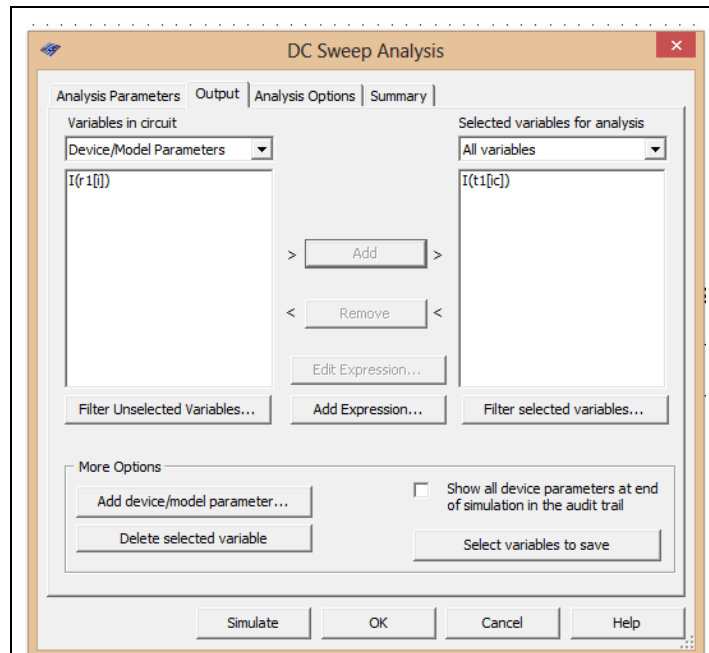 DC Sweep Analysis
Analysis Parameters Output Analysis Options Summary
Variables in circuit
Selected variables for analysis
Device/Model Parameters
All variables
I(r1[i])
I(t1[ic])
> Add >
< Remove <
Edit Expression...
Filter Unselected Variables...
Add Expression...
Filter selected variables...
More Options
Add device/model parameter...
Show all device parameters at end
of simulation in the audit trail
Delete selected variable
Select variables to save
Simulate OK Cancel Help